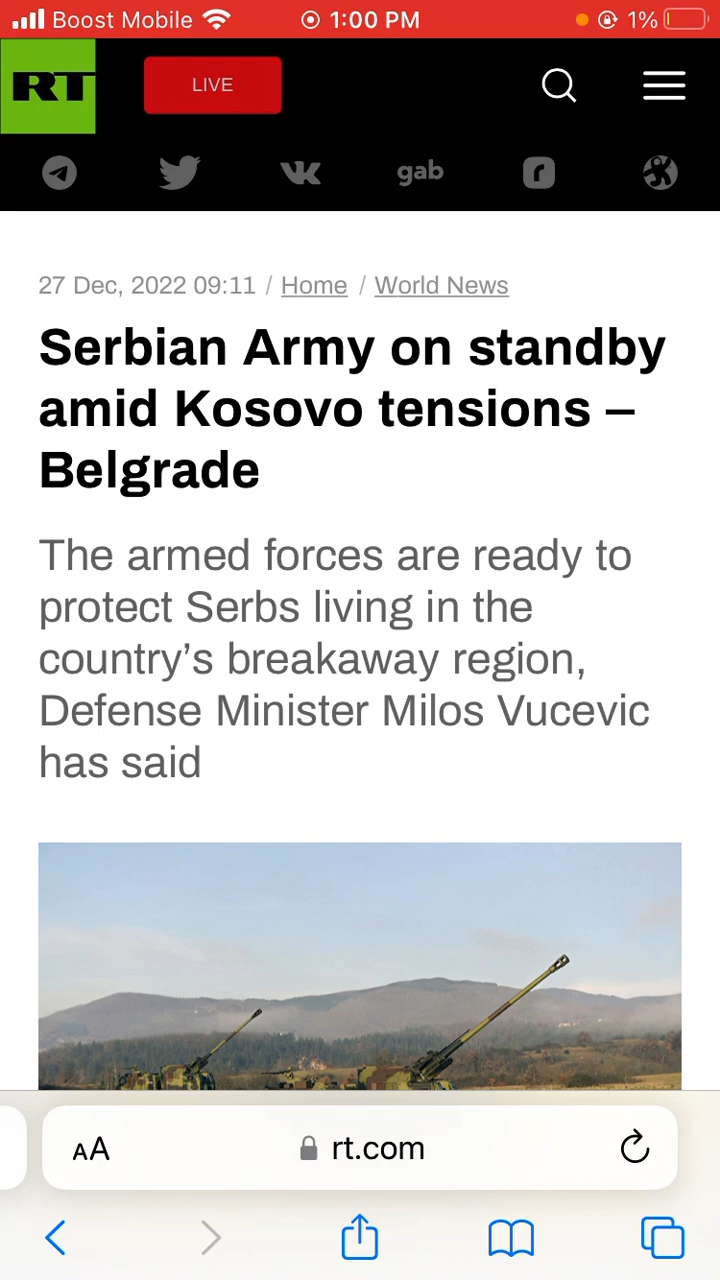 Boost Mobile 1:00 PM 1%
RT LIVE
gab
27 Dec, 2022 09:11 / Home / World News
Serbian Army on standby
amid Kosovo tensions –
Belgrade
The armed forces are ready to
protect Serbs living in the
country’s breakaway region,
Defense Minister Milos Vucevic
has said
AA rt.com